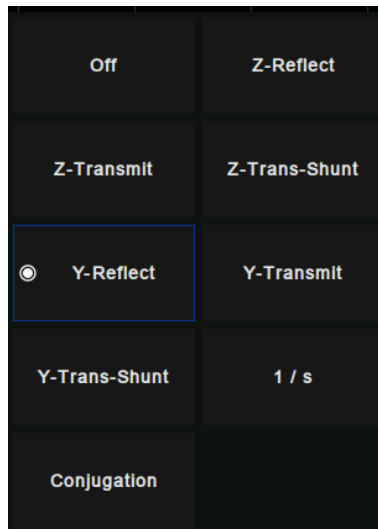 Off
Z-Reflect
Z-Transmit
Z-Trans-Shunt
Y-Reflect
Y-Transmit
Y-Trans-Shunt
1 / s
Conjugation